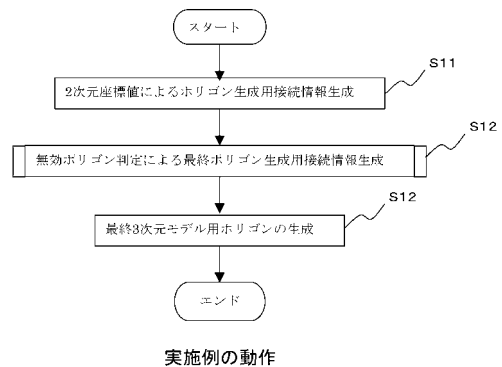 スタート
S11
2次元座標値によるポリゴン生成用接続情報生成
S12
無効ポリゴン判定による最終ポリゴン生成用接続情報生成
S12
最終3次元モデル用ポリゴンの生成
エンド
実施例の動作